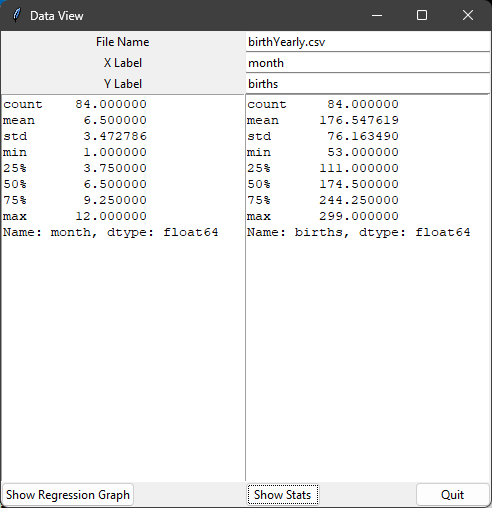 Data View
File Name birthYearly.csv
X Label month
Y Label births
count 84.000000
mean 6.500000
std 3.472786
min 1.000000
25% 3.750000
50% 6.500000
75% 9.250000
max 12.000000
Name: month, dtype: float64
count 84.000000
mean 176.547619
std 76.163490
min 53.000000
25% 111.000000
50% 174.500000
75% 244.250000
max 299.000000
Name: births, dtype: float64
Show Regression Graph Show Stats Quit